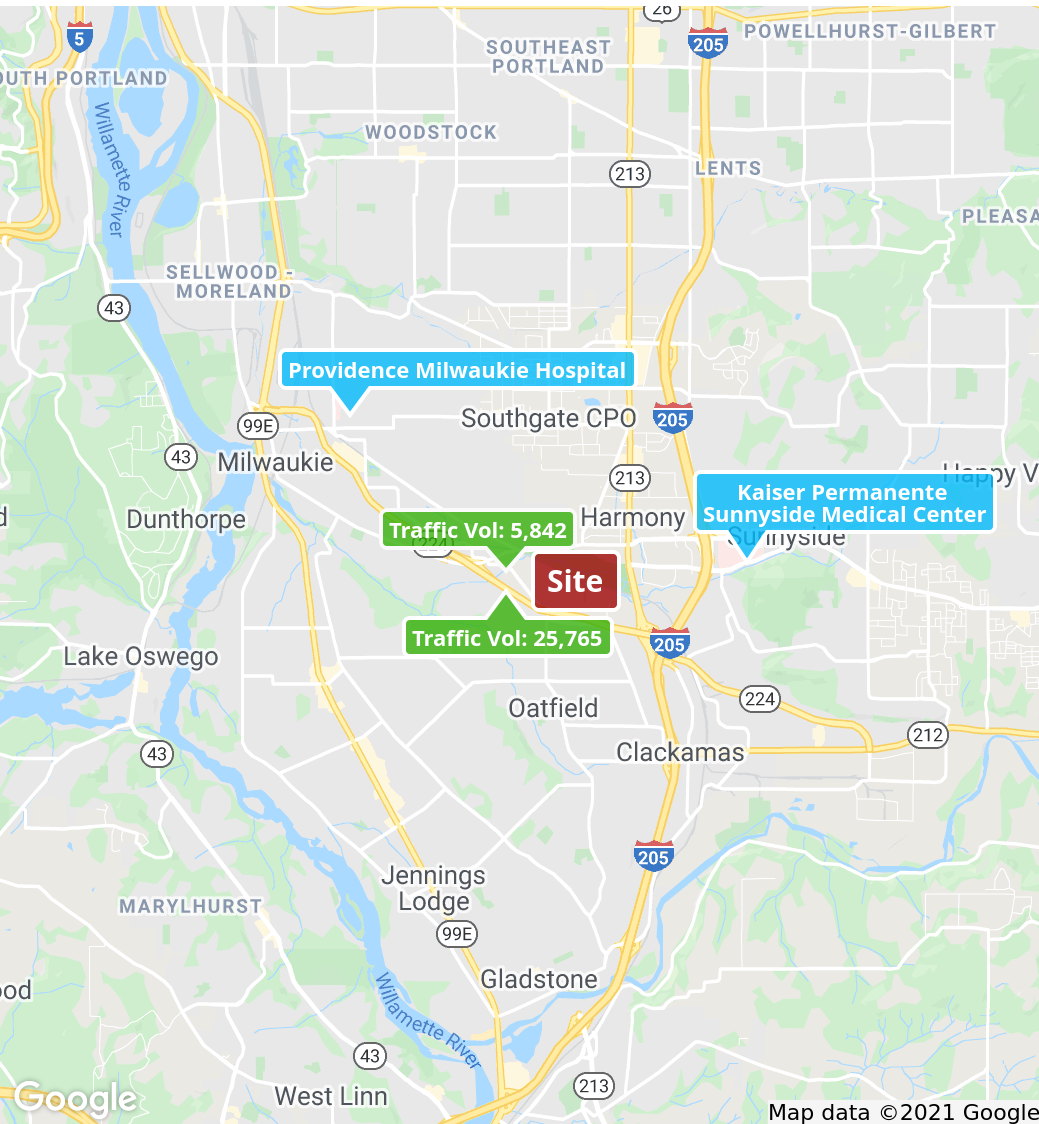 26
5
205
POWELLHURST-GILBERT
SOUTHEAST
PORTLAND
OUTH PORTLAND
Willamette River
WOODSTOCK
213
LENTS
PLEASA
SELLWOOD -
MORELAND
43
Providence Milwaukie Hospital
99E
Southgate CPO
205
43
Milwaukie
213
Happy V
Kaiser Permanente
Sunnyside Medical Center
Dunthorpe
Harmony
Traffic Vol: 5,842
224
Sunnyside
Site
Traffic Vol: 25,765
205
Lake Oswego
224
Oatfield
212
43
Clackamas
205
Jennings
Lodge
MARYLHURST
99E
Gladstone
ood
Willamette River
43
213
West Linn
Google
Map data ©2021 Google